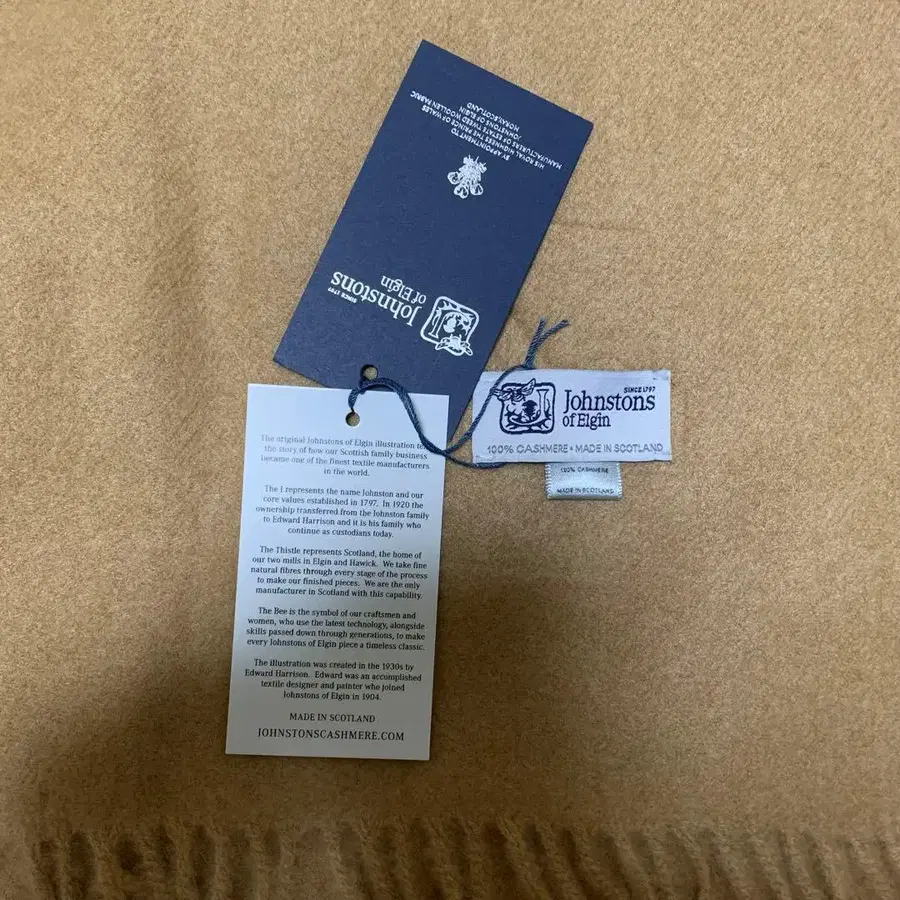 BY APPOINTMENT TO
HIS ROYAL HIGHNESS THE PRINCE OF WALES
MANUFACTURERS OF ESTATE TWEED WOOLLEN FABRIC
JOHNSTONS OF ELGIN
MORAY, SCOTLAND
SINCE 1797
Johnstons
of Elgin
SINCE 1797
Johnstons
of Elgin
100% CASHMERE • MADE IN SCOTLAND
100% CASHMERE
MADE IN SCOTLAND
The original Johnstons of Elgin illustration
the story of how our Scottish family business
became one of the finest textile manufacturers
in the world.
The J represents the name Johnston and our
core values established in 1797. In 1920 the
ownership transferred from the Johnston family
to Edward Harrison and it is his family who
continue as custodians today.
The Thistle represents Scotland, the home of
our two mills in Elgin and Hawick. We take fine
natural fibres through every stage of the process
to make our finished pieces. We are the only
manufacturer in Scotland with this capability.
The Bee is the symbol of our craftsmen and
women, who use the latest technology, alongside
skills passed down through generations, to make
every Johnstons of Elgin piece a timeless classic.
The illustration was created in the 1930s by
Edward Harrison. Edward was an accomplished
textile designer and painter who joined
Johnstons of Elgin in 1904.
MADE IN SCOTLAND
JOHNSTONSCASHMERE.COM